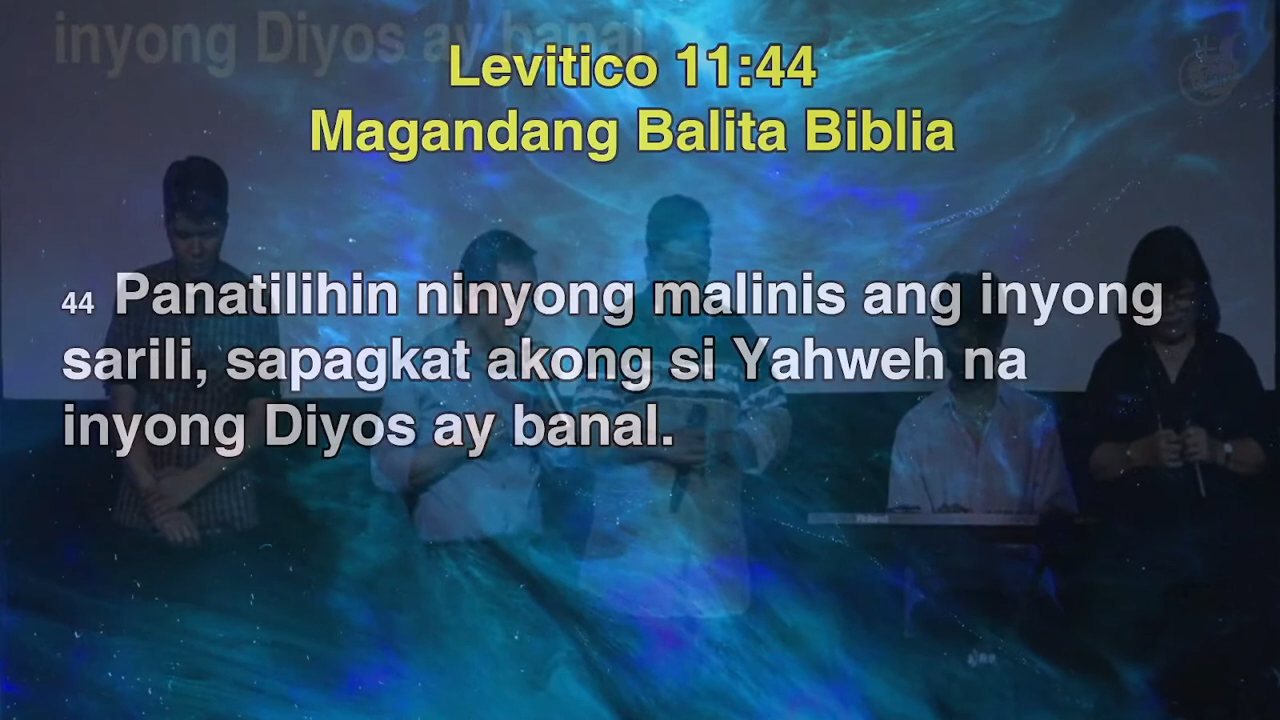 inyong Diyos ay banal.
Levitico 11:44
Magandang Balita Biblia
44 Panatilihin ninyong malinis ang inyong
sarili, sapagkat akong si Yahweh na
inyong Diyos ay banal.
Roland